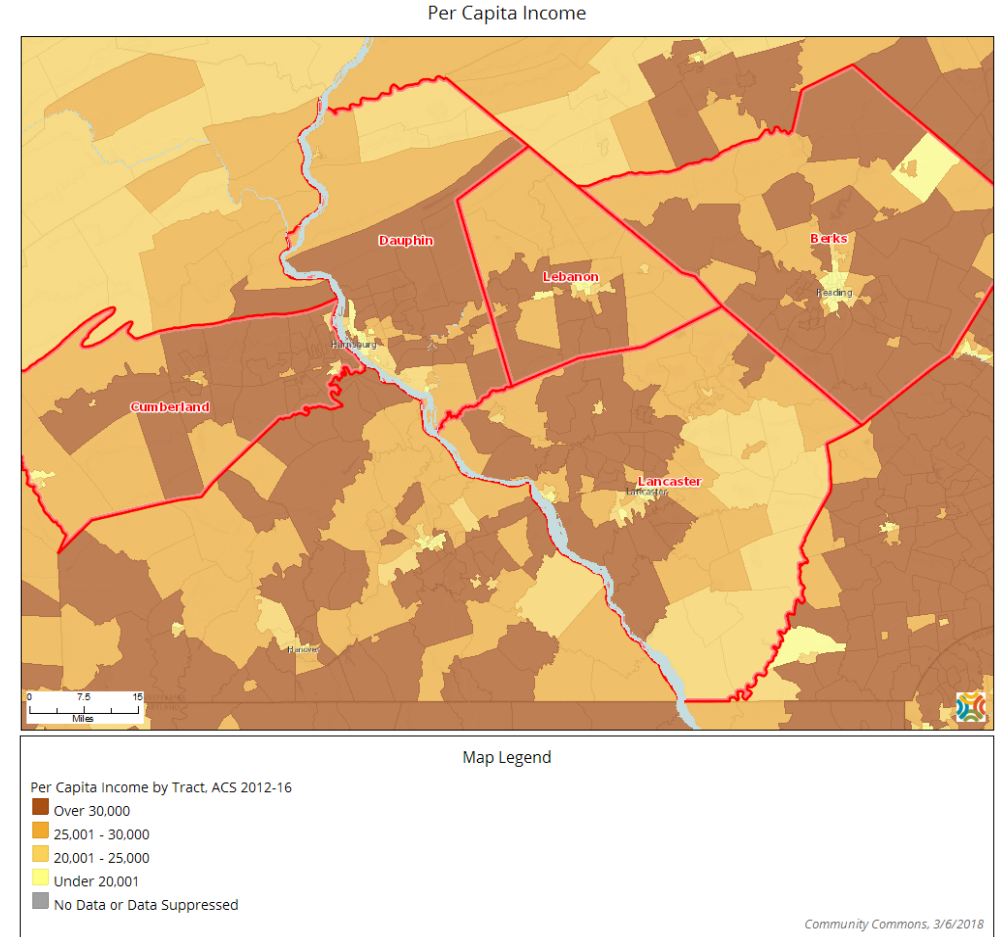 Per Capita Income
Dauphin
Berks
Lebanon
Reading
Harrisburg
Cumberland
Lancaster
Lancaster
Hanover
0 7.5 15
Miles
Map Legend
Per Capita Income by Tract, ACS 2012-16
Over 30,000
25,001 - 30,000
20,001 - 25,000
Under 20,001
No Data or Data Suppressed
Community Commons, 3/6/2018